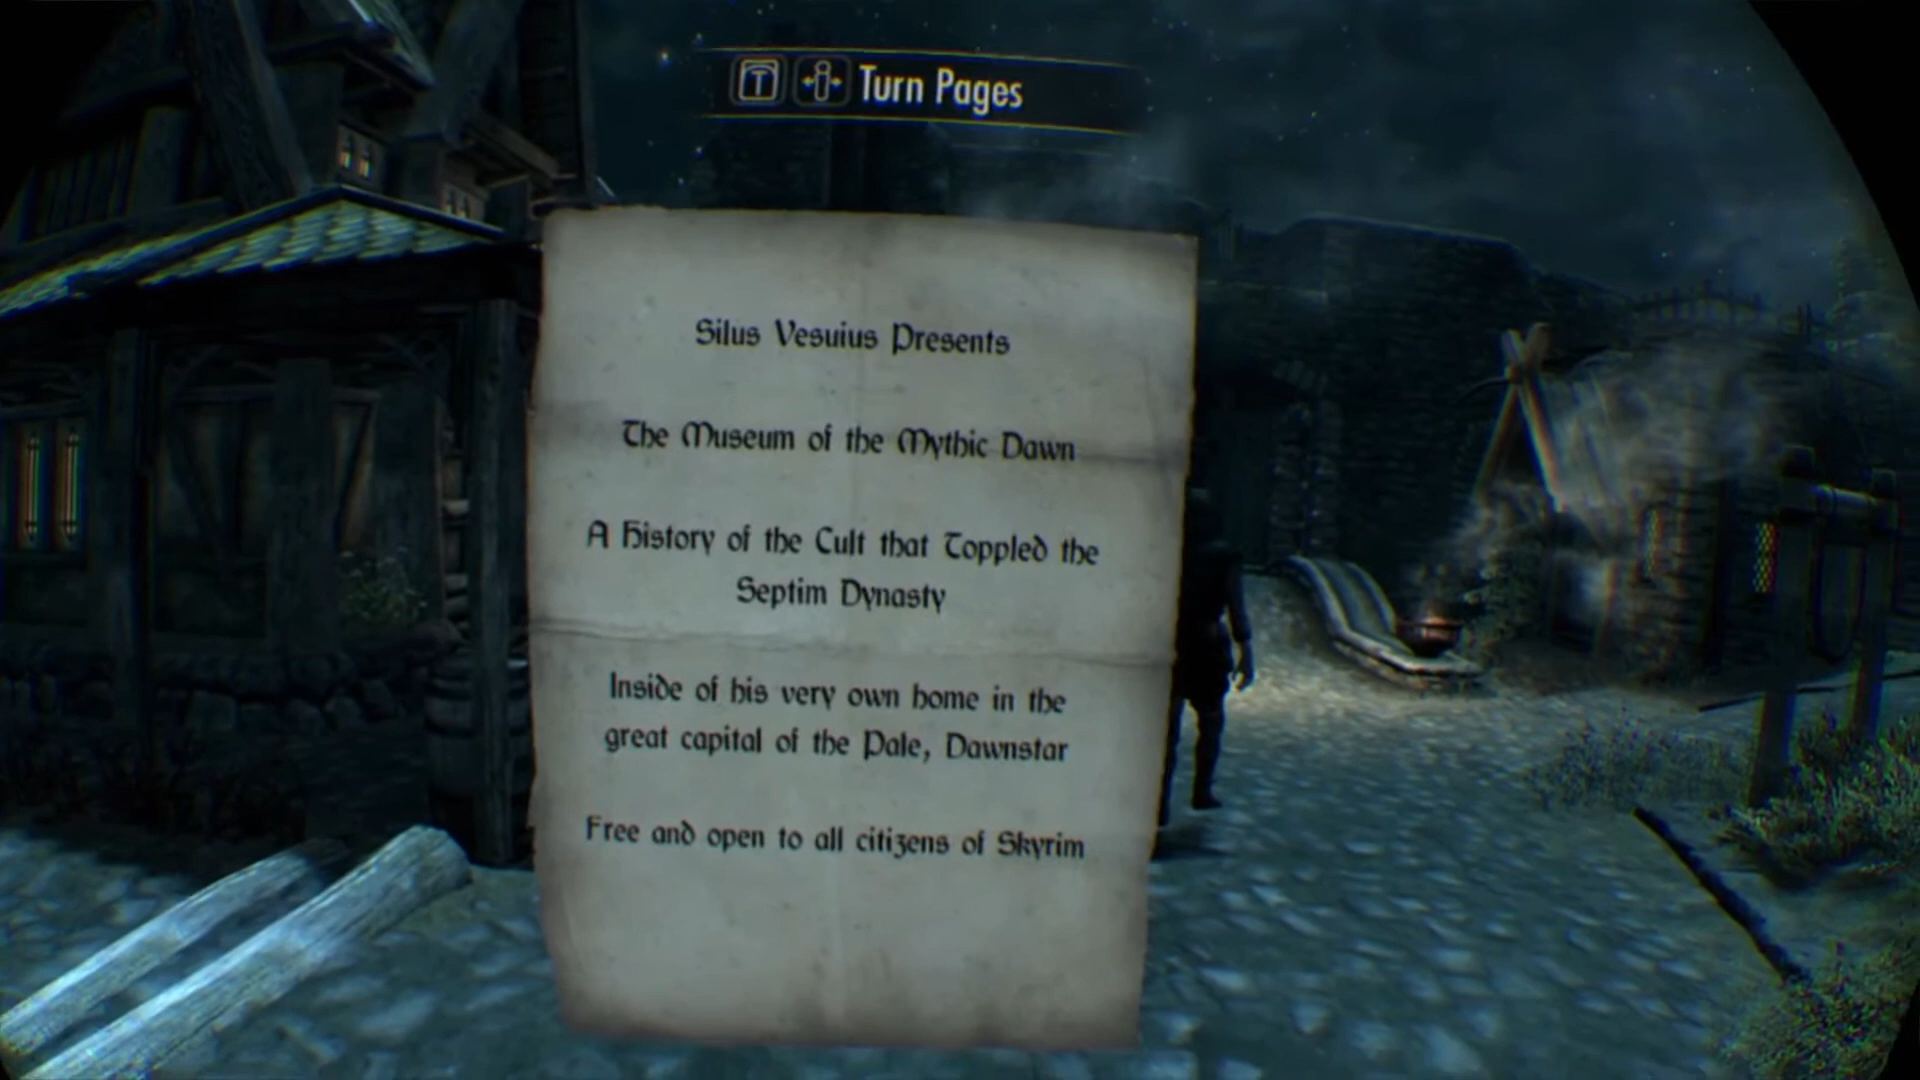 T Turn Pages
Silus Vesuius Presents
The Museum of the Mythic Dawn
A History of the Cult that Toppled the
Septim Dynasty
Inside of his very own home in the
great capital of the Pale, Dawnstar
Free and open to all citizens of Skyrim